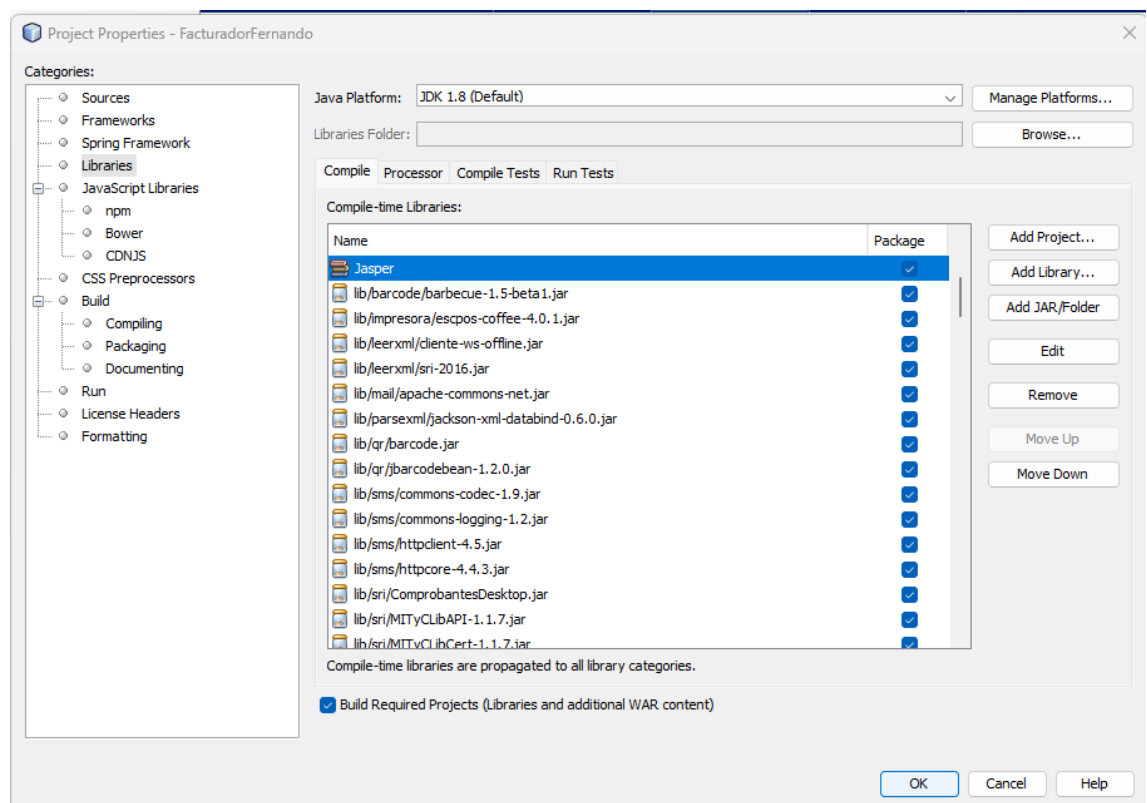 Project Properties - FacturadorFernando
Categories:
Sources
Frameworks
Spring Framework
Libraries
JavaScript Libraries
npm
Bower
CDNJS
CSS Preprocessors
Build
Compiling
Packaging
Documenting
Run
License Headers
Formatting
Java Platform: JDK 1.8 (Default) Manage Platforms...
Libraries Folder: Browse...
Compile Processor Compile Tests Run Tests
Compile-time Libraries:
Name Package
Jasper
lib/barcode/barbecue-1.5-beta1.jar
lib/impresora/escpos-coffee-4.0.1.jar
lib/leerxml/cliente-ws-offline.jar
lib/leerxml/sri-2016.jar
lib/mail/apache-commons-net.jar
lib/parsexml/jackson-xml-databind-0.6.0.jar
lib/qr/barcode.jar
lib/qr/jbarcodebean-1.2.0.jar
lib/sms/commons-codec-1.9.jar
lib/sms/commons-logging-1.2.jar
lib/sms/httpclient-4.5.jar
lib/sms/httpcore-4.4.3.jar
lib/sri/ComprobantesDesktop.jar
lib/sri/MITyCLibAPI-1.1.7.jar
lib/sri/MITyCLibCert-1.1.7.jar
Add Project...
Add Library...
Add JAR/Folder
Edit
Remove
Move Up
Move Down
Compile-time libraries are propagated to all library categories.
Build Required Projects (Libraries and additional WAR content)
OK Cancel Help